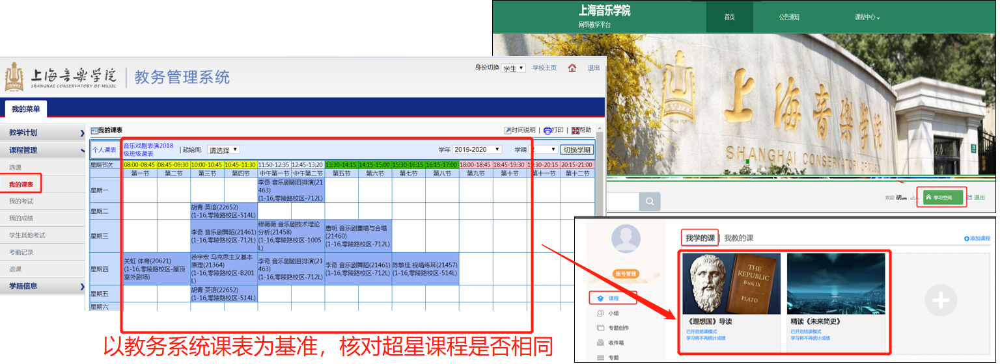 上海音乐学院
网络教学平台
首页
公告通知
课程中心
上海音樂學院
SHANGHAI CONSERVATORY OF MUSIC
上海音樂学院
SHANGHAI CONSERVATORY OF MUSIC
教务管理系统
身份切换 学生 学校主页 退出
我的菜单
教学计划
课程管理
选课
我的课表
我的考试
我的成绩
学生其他考试
考勤记录
退课
学籍信息
我的课表
时间说明 | 打印 | 帮助
个人课表
音乐戏剧表演2018
级班级课表
| 起始周 请选择
学年 2019-2020 学期 2 切换学期
星期节次 08:00-08:45 08:45-09:30 10:00-10:45 10:45-11:30 11:50-12:35 12:45-13:20 13:30-14:15 14:15-15:00 15:30-16:15 16:15-17:00 18:00-18:45 18:45-19:30 19:30-20:15 20:15-21:00
第一节 第二节 第三节 第四节 中午第一节 中午第二节 第五节 第六节 第七节 第八节 第九节 第十节 第十一节 第十二节
星期一
李奇 音乐剧剧目排演(21
463)
(1-16,零陵路校区-712L)
星期二
胡青 英语(22652)
(1-16,零陵路校区-514L)
星期三
李奇 音乐剧舞蹈(21461)
(1-16,零陵路校区-712L)
缪薇薇 音乐剧技术理论
分析(21458)
(1-16,零陵路校区-1005
L)
唐明 音乐剧重唱与合唱
(21460)
(1-16,零陵路校区-712L)
星期四
关虹 体育(20621)
(1-16,零陵路校区-屋顶
室外剧场)
徐宇宏 马克思主义基本
原理(21364)
(1-16,零陵路校区-B201
L)
李奇 音乐剧剧目排演(21
463)
(1-16,零陵路校区-712L)
李奇 音乐剧舞蹈(21461)
(1-16,零陵路校区-712L)
陈敏佳 视唱练耳(21457)
(1-16,零陵路校区-514L)
星期五
胡青 英语(22652)
(1-16,零陵路校区-514L)
星期六
欢迎 胡
学习空间
退出
账号管理
课程
小组
专题创作
收件箱
专题
我学的课 | 我教的课
添加课程
THE
REPUBLIC
Book IX
PLATO
《理想国》导读
已开启结课模式
学习将不再统计成绩
精读《未来简史》
已开启结课模式
学习将不再统计成绩
以教务系统课表为基准，核对超星课程是否相同